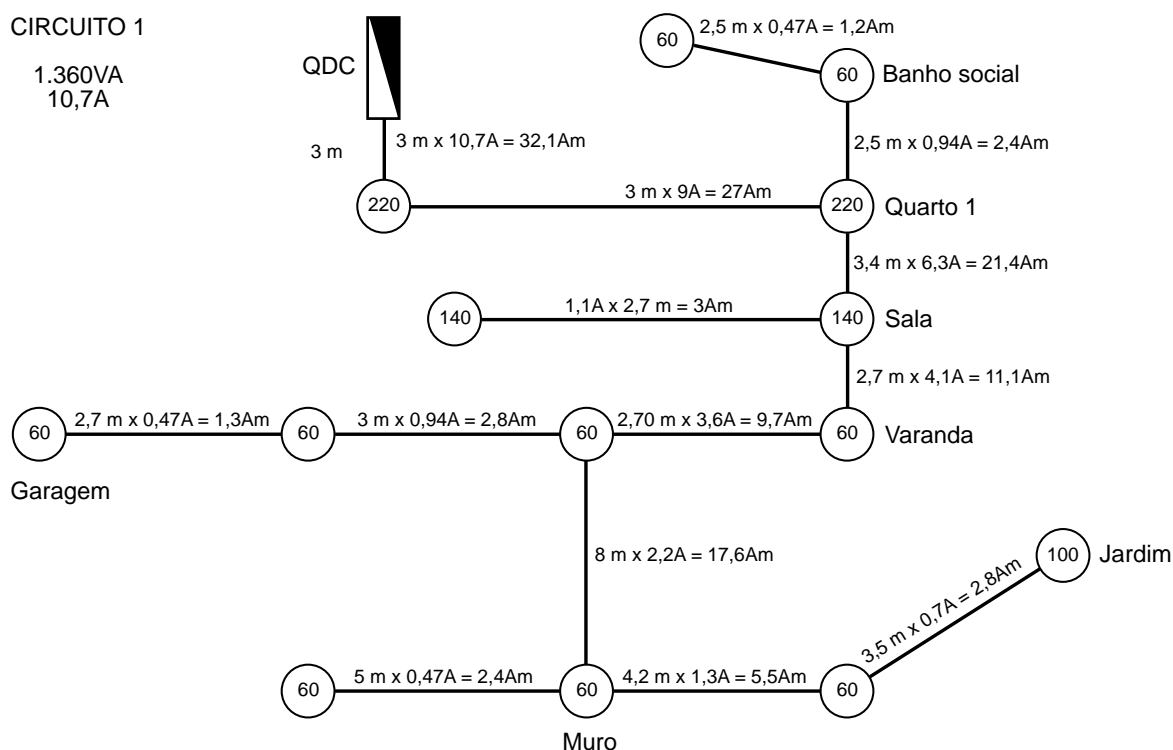 CIRCUITO 1
1.360VA
10,7A
QDC
3 m
3 m x 10,7A = 32,1Am
60
2,5 m x 0,47A = 1,2Am
60
Banho social
2,5 m x 0,94A = 2,4Am
220
3 m x 9A = 27Am
220
Quarto 1
3,4 m x 6,3A = 21,4Am
140
1,1A x 2,7 m = 3Am
140
Sala
2,7 m x 4,1A = 11,1Am
60
2,7 m x 0,47A = 1,3Am
60
3 m x 0,94A = 2,8Am
60
2,70 m x 3,6A = 9,7Am
60
Varanda
Garagem
8 m x 2,2A = 17,6Am
100
Jardim
3,5 m x 0,7A = 2,8Am
60
5 m x 0,47A = 2,4Am
60
4,2 m x 1,3A = 5,5Am
60
Muro